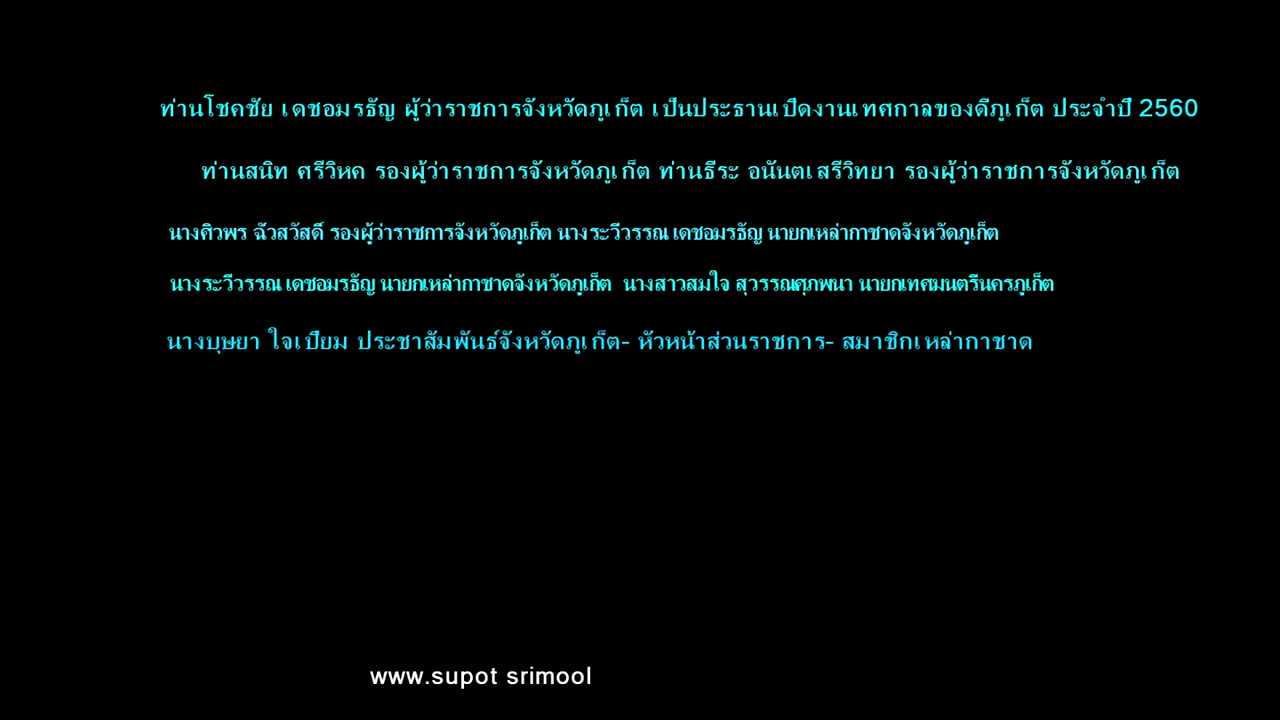 ท่านโชคชัย เดชอมรธัญ ผู้ว่าราชการจังหวัดภูเก็ต เป็นประธานเปิดงานเทศกาลของดีภูเก็ต ประจำปี 2560
ท่านสนิท ศรีวิหค รองผู้ว่าราชการจังหวัดภูเก็ต ท่านธีระ อนันตเสรีวิทยา รองผู้ว่าราชการจังหวัดภูเก็ต
นางศิวพร ฉั่วสวัสดิ์ รองผู้ว่าราชการจังหวัดภูเก็ต นางระวีวรรณ เดชอมรธัญ นายกเหล่ากาชาดจังหวัดภูเก็ต
นางระวีวรรณ เดชอมรธัญ นายกเหล่ากาชาดจังหวัดภูเก็ต นางสาวสมใจ สุวรรณศุภพนา นายกเทศมนตรีนครภูเก็ต
นางบุษยา ใจเปี่ยม ประชาสัมพันธ์จังหวัดภูเก็ต- หัวหน้าส่วนราชการ- สมาชิกเหล่ากาชาด
www.supot srimool